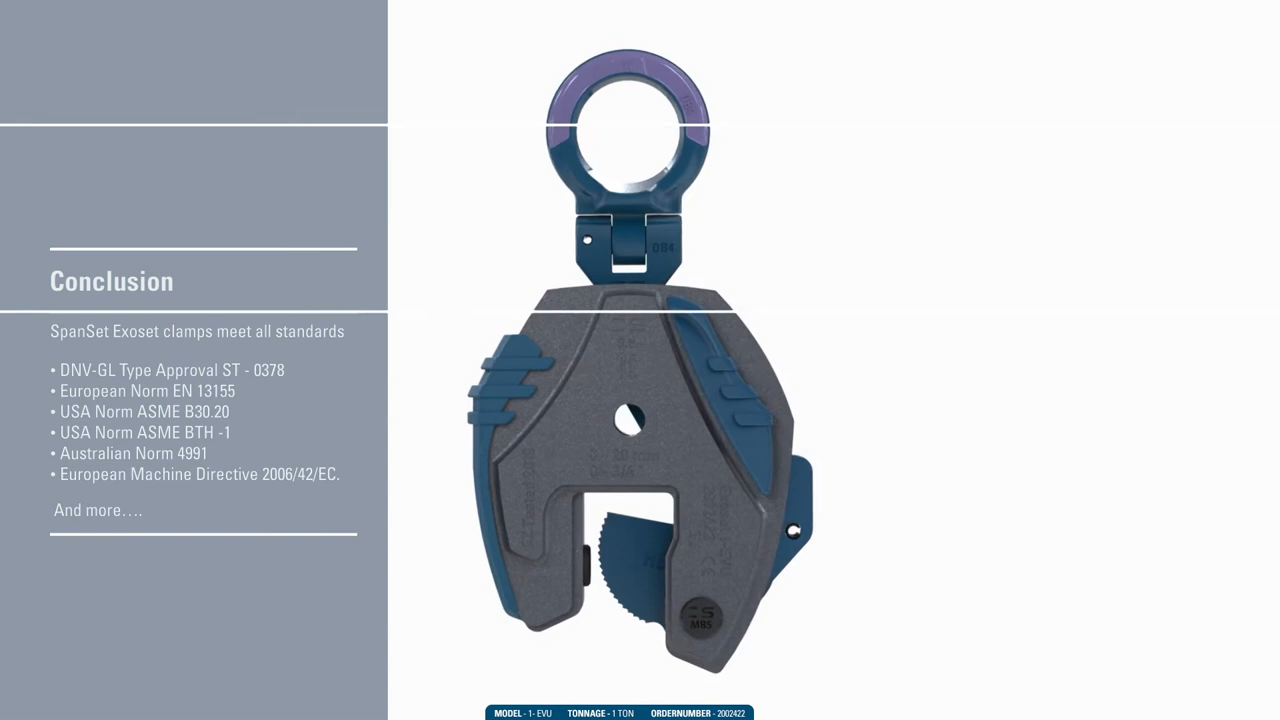 Conclusion
SpanSet Exoset clamps meet all standards
• DNV-GL Type Approval ST - 0378
• European Norm EN 13155
• USA Norm ASME B30.20
• USA Norm ASME BTH -1
• Australian Norm 4991
• European Machine Directive 2006/42/EC.
And more....
084
MBS
MODEL - 1- EVU TONNAGE - 1 TON ORDERNUMBER - 2002422